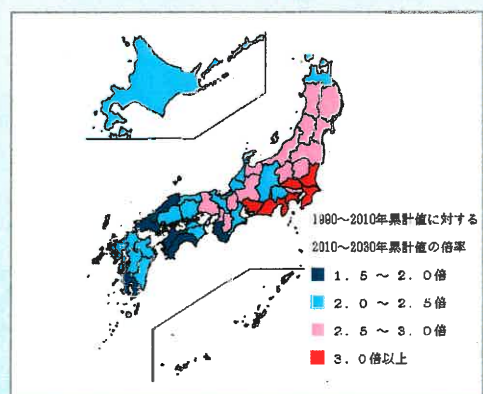 1990～2010年累計値に対する
2010～2030年累計値の倍率
1．5 ～ 2．0倍
2．0 ～ 2．5倍
2．5 ～ 3．0倍
3．0倍以上